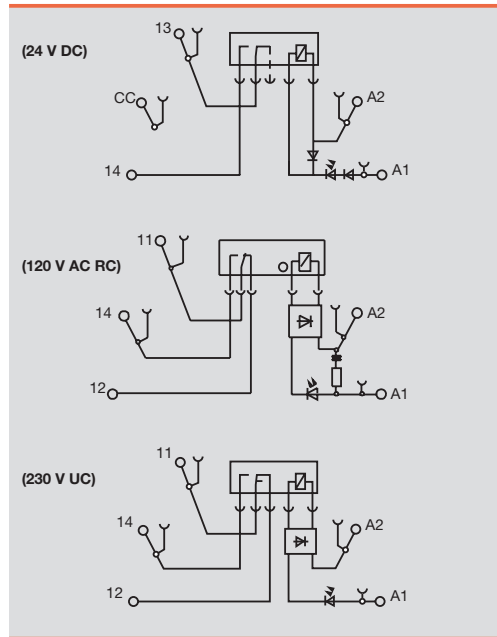 (24 V DC)
13
CC
14
A2
A1
(120 V AC RC)
11
14
12
A2
A1
(230 V UC)
11
14
12
A2
A1